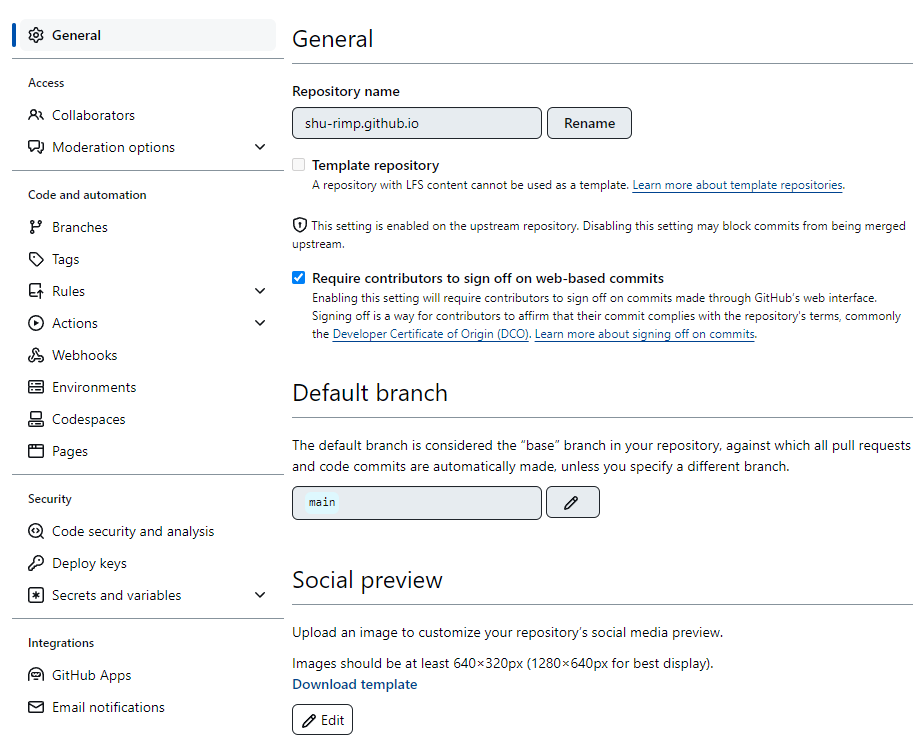 General
Access
Collaborators
Moderation options
Code and automation
Branches
Tags
Rules
Actions
Webhooks
Environments
Codespaces
Pages
Security
Code security and analysis
Deploy keys
Secrets and variables
Integrations
GitHub Apps
Email notifications
General
Repository name
shu-rimp.github.io
Rename
Template repository
A repository with LFS content cannot be used as a template. Learn more about template repositories.
This setting is enabled on the upstream repository. Disabling this setting may block commits from being merged
upstream.
Require contributors to sign off on web-based commits
Enabling this setting will require contributors to sign off on commits made through GitHub's web interface.
Signing off is a way for contributors to affirm that their commit complies with the repository's terms, commonly
the Developer Certificate of Origin (DCO). Learn more about signing off on commits.
Default branch
The default branch is considered the “base” branch in your repository, against which all pull requests
and code commits are automatically made, unless you specify a different branch.
main
Social preview
Upload an image to customize your repository's social media preview.
Images should be at least 640×320px (1280×640px for best display).
Download template
Edit